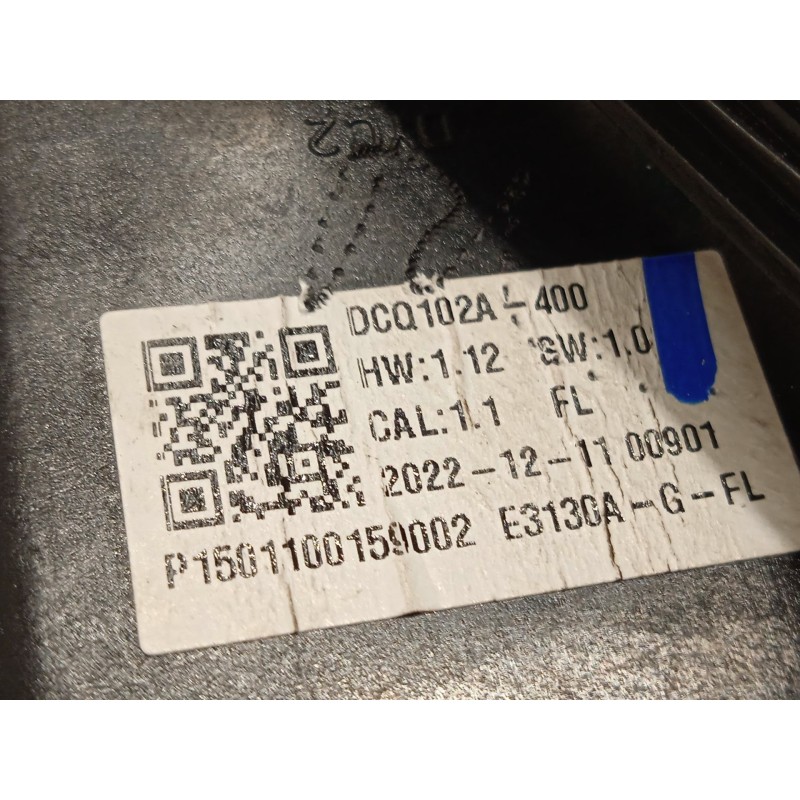 DCQ102A-400
HW:1.12 SW:1.0
CAL:1.1 FL
2022-12-11 00901
P1501100159002 E3130A-G-FL